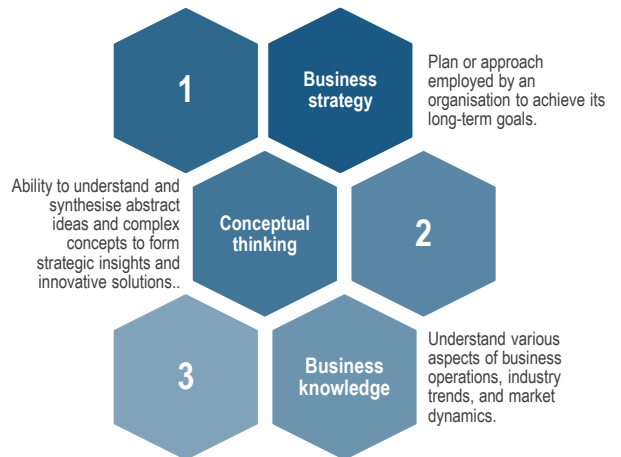 1
Business
strategy
Plan or approach
employed by an
organisation to achieve its
long-term goals.
Ability to understand and
synthesise abstract
ideas and complex
concepts to form
strategic insights and
innovative solutions..
Conceptual
thinking
2
3
Business
knowledge
Understand various
aspects of business
operations, industry
trends, and market
dynamics.